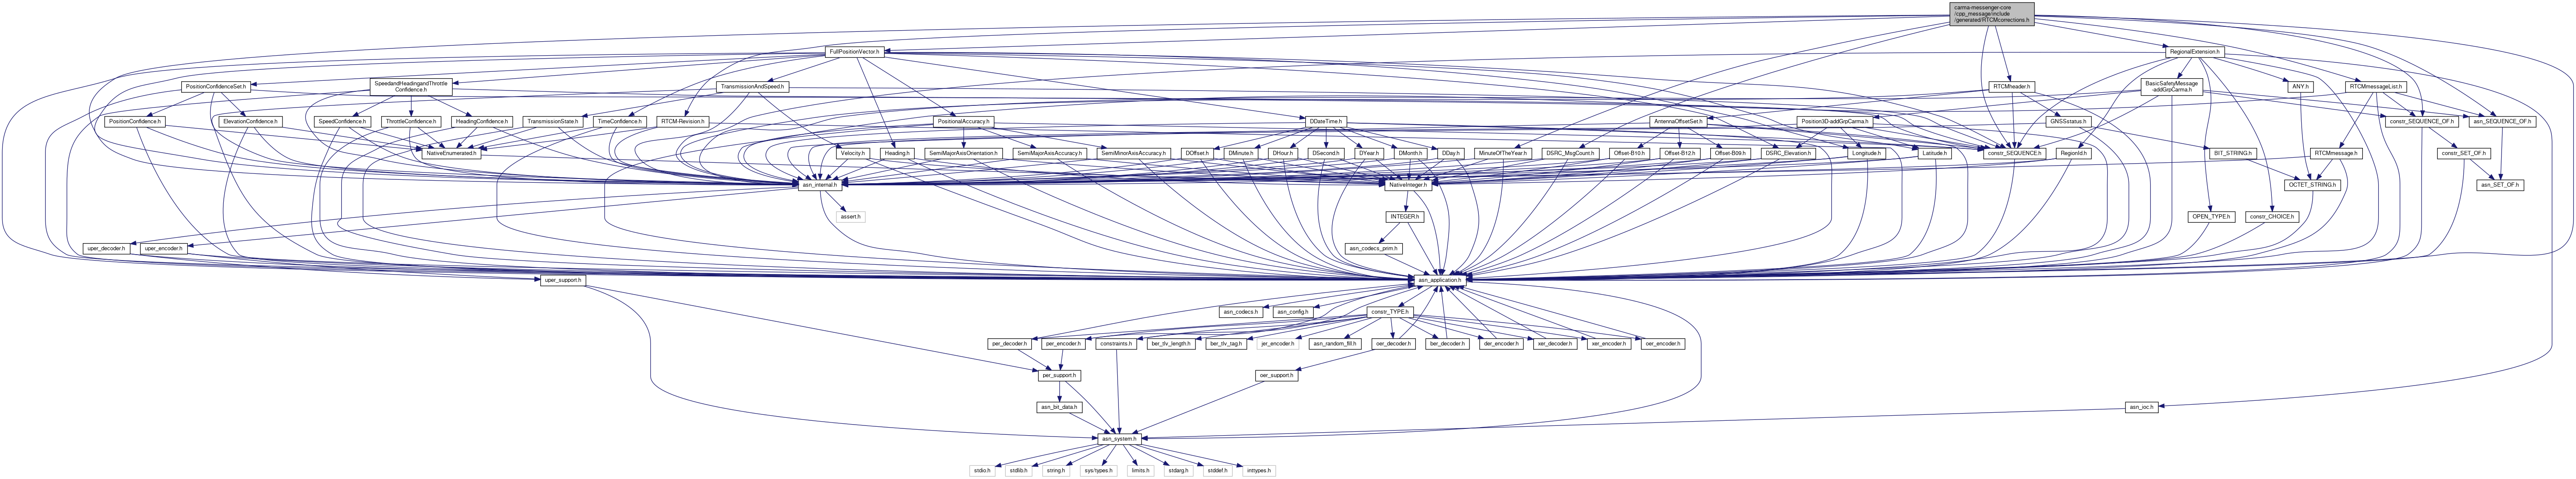 carma-messenger-core
/cpp_message/include
/generated/RTCMcorrections.h
FullPositionVector.h
RegionalExtension.h
PositionConfidenceSet.h
SpeedandHeadingandThrottle
Confidence.h
TransmissionAndSpeed.h
RTCMheader.h
BasicSafetyMessage
-addGrpCarma.h
ANY.h
RTCMmessageList.h
PositionConfidence.h
ElevationConfidence.h
SpeedConfidence.h
ThrottleConfidence.h
HeadingConfidence.h
TransmissionState.h
TimeConfidence.h
RTCM-Revision.h
PositionalAccuracy.h
DDateTime.h
AntennaOffsetSet.h
Position3D-addGrpCarma.h
GNSSstatus.h
constr_SEQUENCE_OF.h
asn_SEQUENCE_OF.h
NativeEnumerated.h
Velocity.h
Heading.h
SemiMajorAxisOrientation.h
SemiMajorAxisAccuracy.h
SemiMinorAxisAccuracy.h
DOffset.h
DMinute.h
DHour.h
DSecond.h
DYear.h
DMonth.h
DDay.h
MinuteOfTheYear.h
DSRC_MsgCount.h
Offset-B10.h
Offset-B12.h
Offset-B09.h
DSRC_Elevation.h
Longitude.h
Latitude.h
constr_SEQUENCE.h
RegionId.h
BIT_STRING.h
RTCMmessage.h
constr_SET_OF.h
asn_internal.h
NativeInteger.h
OCTET_STRING.h
asn_SET_OF.h
assert.h
INTEGER.h
OPEN_TYPE.h
constr_CHOICE.h
uper_decoder.h
uper_encoder.h
asn_codecs_prim.h
uper_support.h
asn_application.h
asn_codecs.h
asn_config.h
constr_TYPE.h
per_decoder.h
per_encoder.h
constraints.h
ber_tlv_length.h
ber_tlv_tag.h
jer_encoder.h
asn_random_fill.h
oer_decoder.h
ber_decoder.h
der_encoder.h
xer_decoder.h
xer_encoder.h
oer_encoder.h
per_support.h
oer_support.h
asn_bit_data.h
asn_ioc.h
asn_system.h
stdio.h
stdlib.h
string.h
sys/types.h
limits.h
stdarg.h
stddef.h
inttypes.h